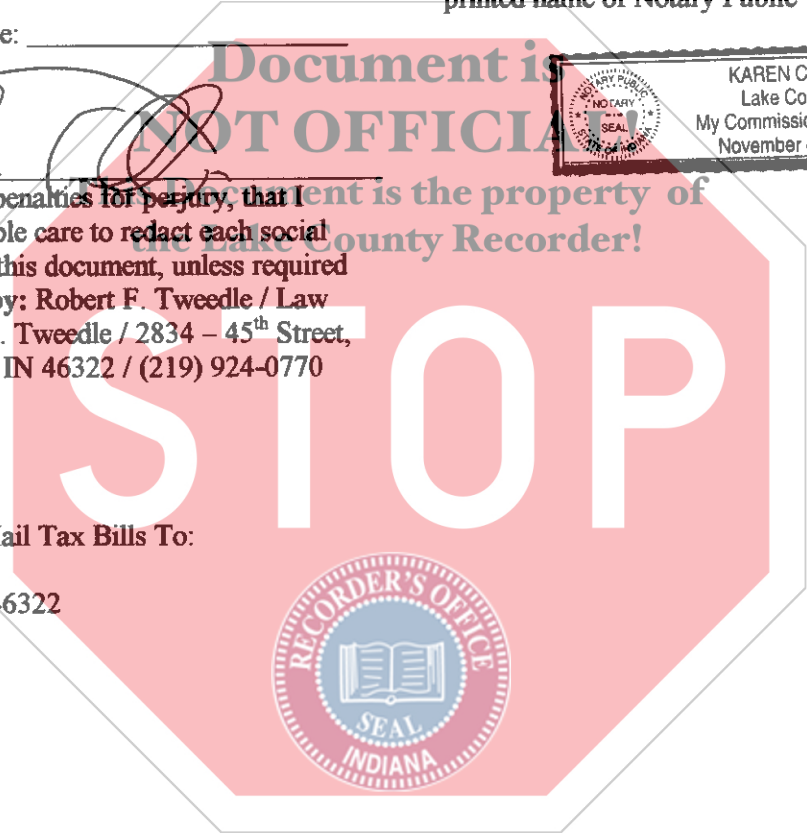 printed name of Notary Public
e:
Document is
NOT OFFICIAL!
This Document is the property of
the Lake County Recorder!
KAREN C
Lake Co
My Commissio
November
NOTARY PUBLIC
NOTARY
SEAL
STATE OF INDIANA
penalties for perjury, that I
ble care to redact each social
this document, unless required
by: Robert F. Tweedle / Law
. Tweedle / 2834 – 45th Street,
IN 46322 / (219) 924-0770
STOP
ail Tax Bills To:
46322
RECORDER'S OFFICE
SEAL
INDIANA